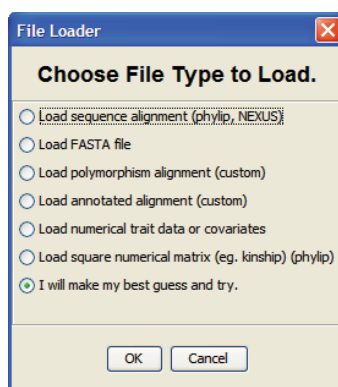 File Loader
Choose File Type to Load.
Load sequence alignment (phylip, NEXUS)
Load FASTA file
Load polymorphism alignment (custom)
Load annotated alignment (custom)
Load numerical trait data or covariates
Load square numerical matrix (eg. kinship) (phylip)
I will make my best guess and try.
OK Cancel